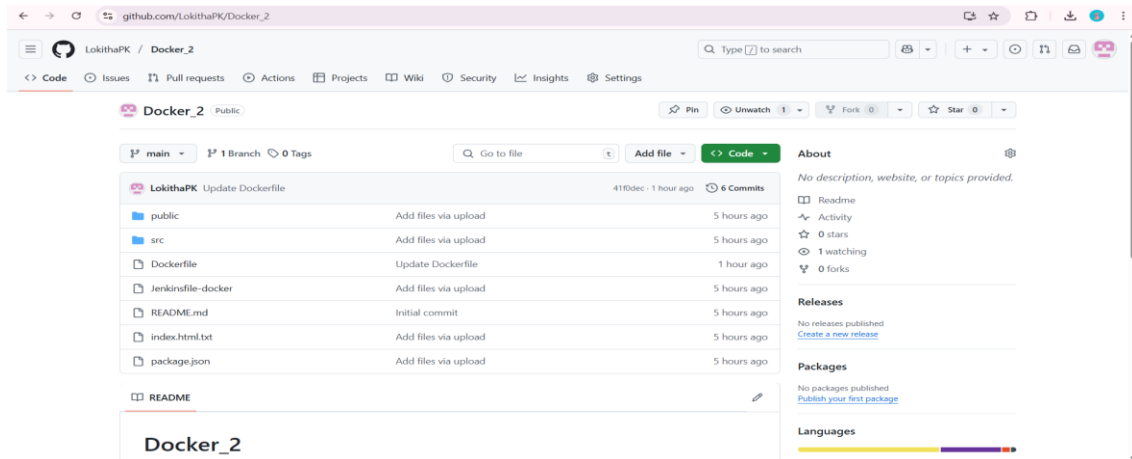 github.com/LokithaPK/Docker_2
LokithaPK / Docker_2
Type / to search
Code Issues Pull requests Actions Projects Wiki Security Insights Settings
Docker_2 Public
Pin Unwatch 1 Fork 0 Star 0
main 1 Branch 0 Tags
Go to file t Add file Code
LokithaPK Update Dockerfile 41f0dec · 1 hour ago 6 Commits
public Add files via upload 5 hours ago
src Add files via upload 5 hours ago
Dockerfile Update Dockerfile 1 hour ago
Jenkinsfile-docker Add files via upload 5 hours ago
README.md Initial commit 5 hours ago
index.html.txt Add files via upload 5 hours ago
package.json Add files via upload 5 hours ago
README
Docker_2
About
No description, website, or topics provided.
Readme
Activity
0 stars
1 watching
0 forks
Releases
No releases published
Create a new release
Packages
No packages published
Publish your first package
Languages